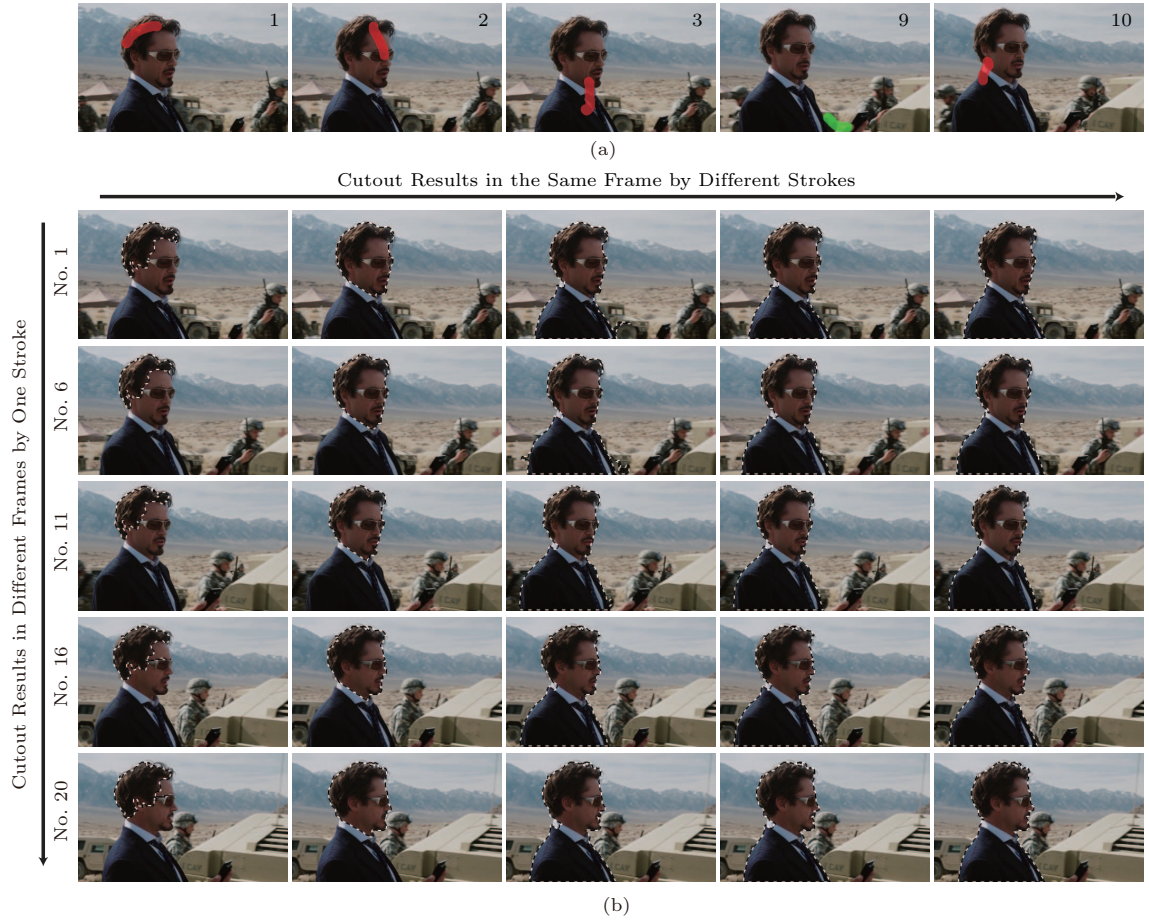 1
2
3
9
10
(a)
Cutout Results in the Same Frame by Different Strokes
Cutout Results in Different Frames by One Stroke
No. 1
No. 6
No. 11
No. 16
No. 20
(b)